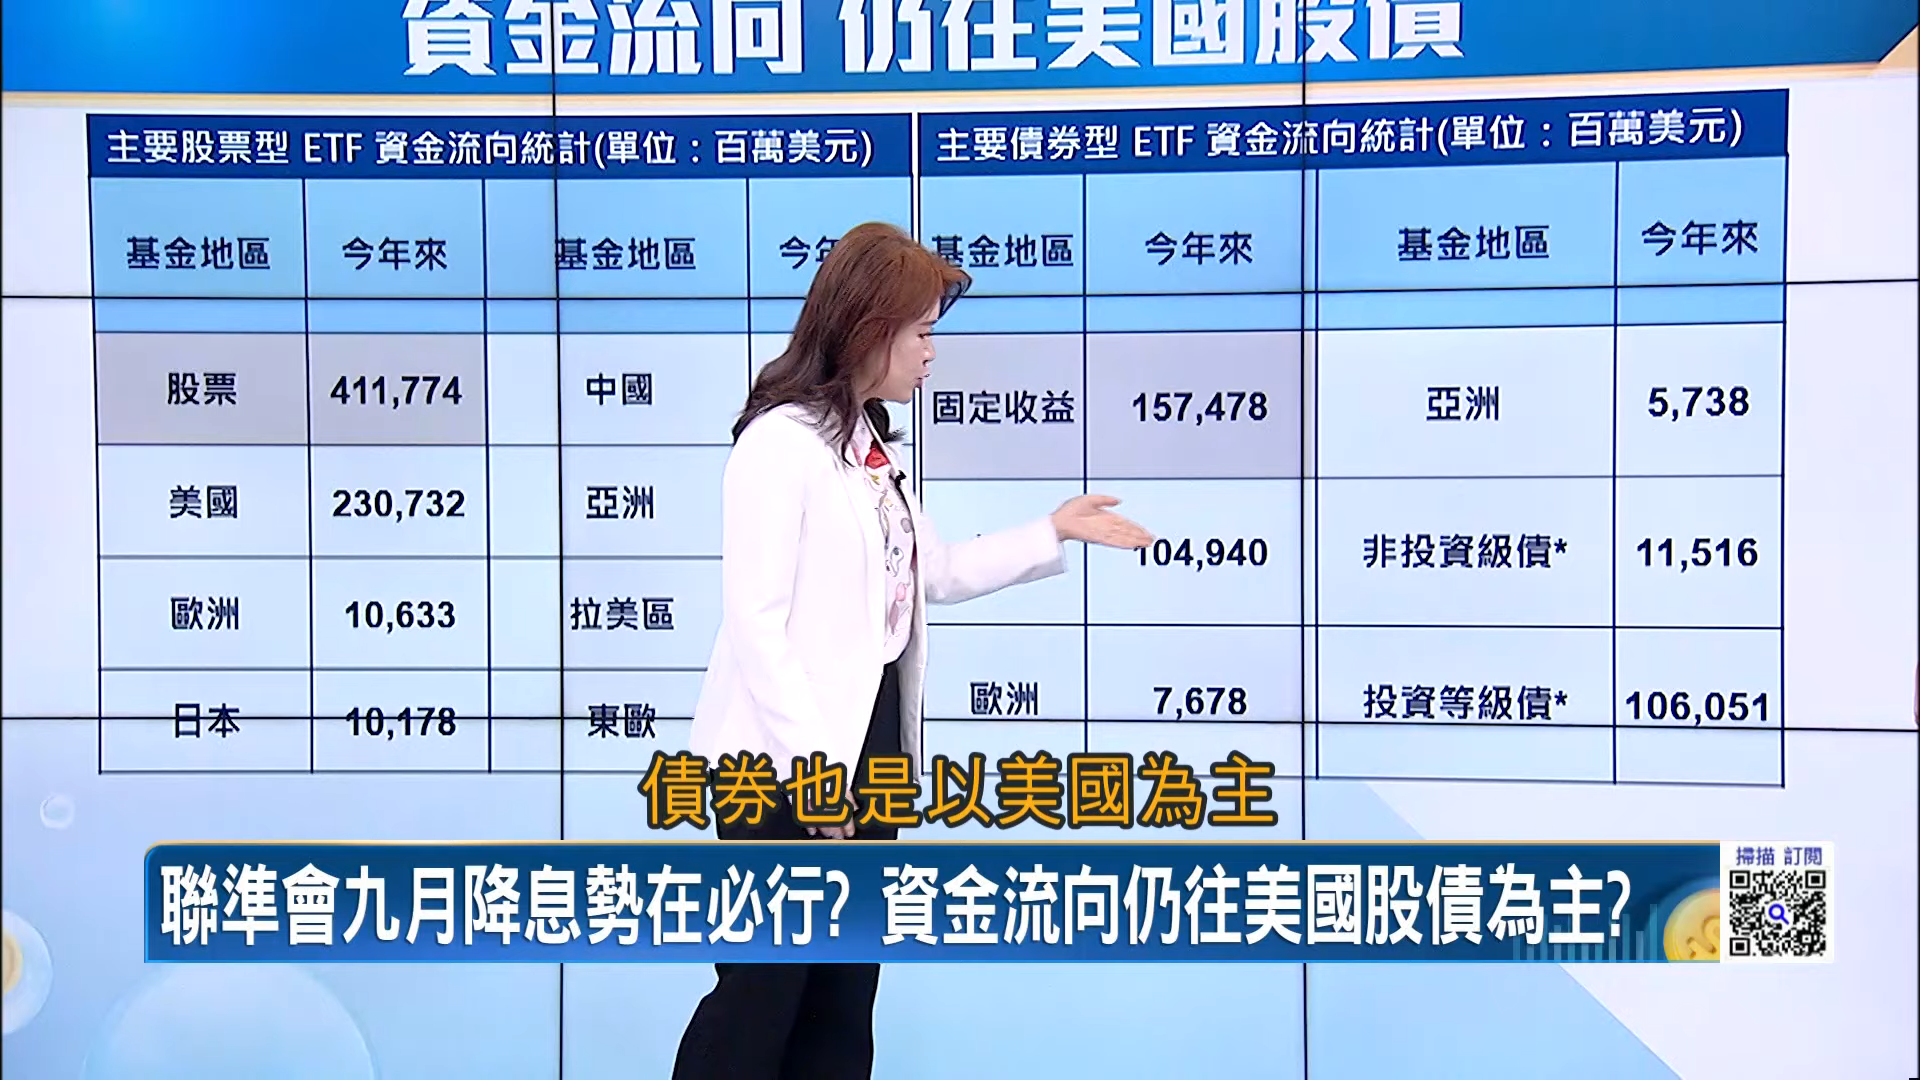 資金流向 仍往美國股債
主要股票型 ETF 資金流向統計(單位：百萬美元)
基金地區 今年來 基金地區 今年
股票 411,774 中國
美國 230,732 亞洲
歐洲 10,633 拉美區
日本 10,178 東歐
主要債券型 ETF 資金流向統計(單位：百萬美元)
基金地區 今年來 基金地區 今年來
固定收益 157,478 亞洲 5,738
104,940 非投資級債* 11,516
歐洲 7,678 投資等級債* 106,051
債券也是以美國為主
聯準會九月降息勢在必行? 資金流向仍往美國股債為主?
掃描 訂閱